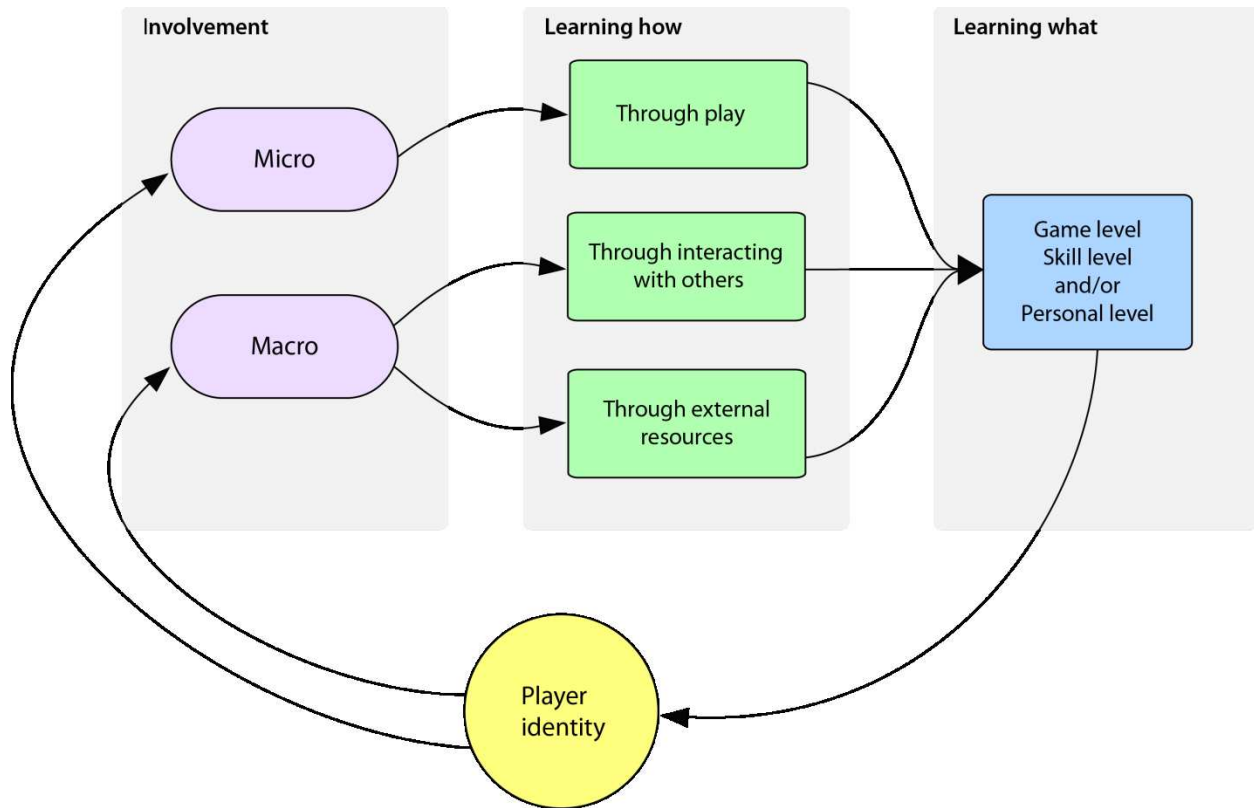 Involvement
Learning how
Learning what
Micro
Macro
Through play
Through interacting
with others
Through external
resources
Game level
Skill level
and/or
Personal level
Player
identity